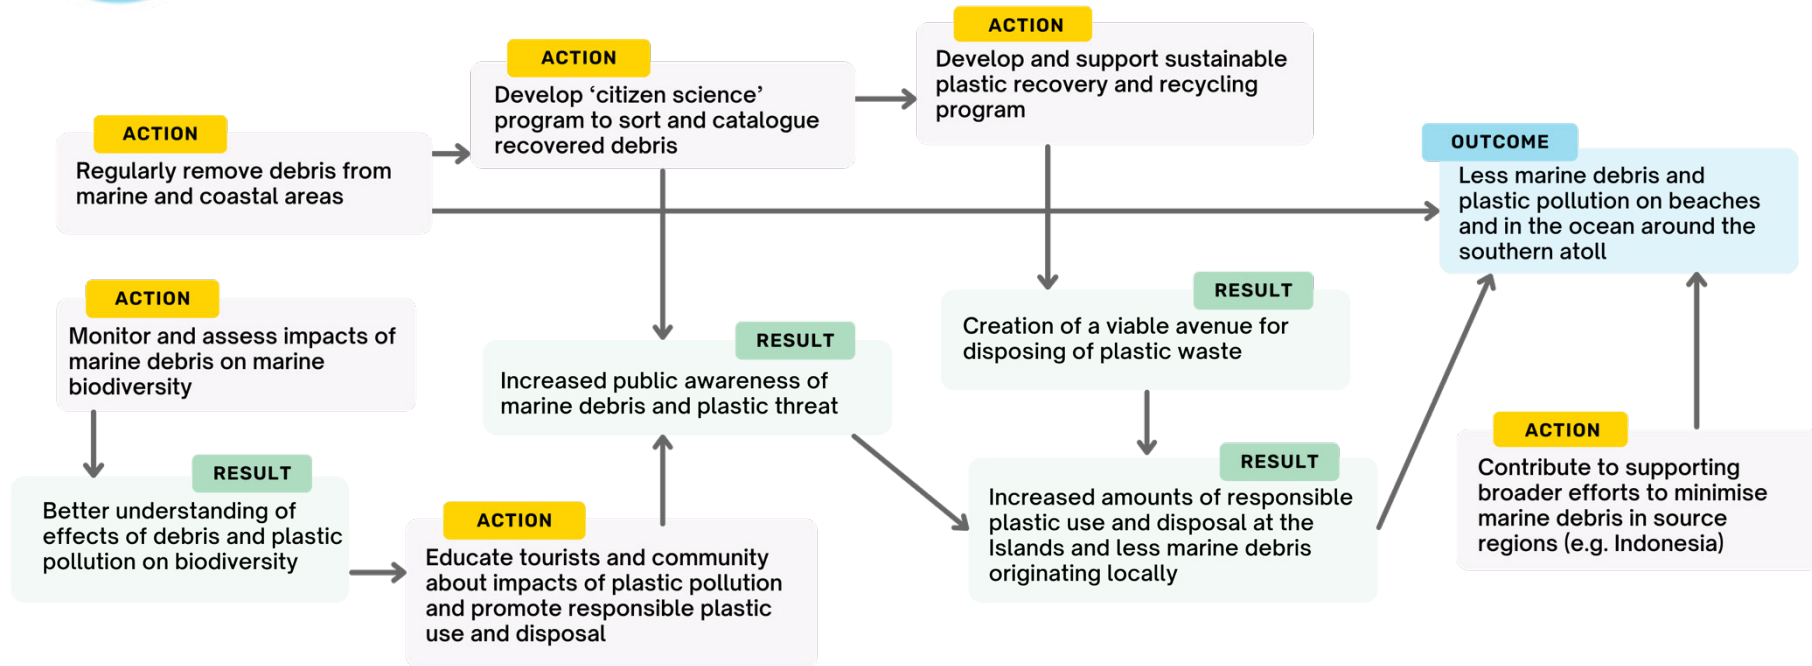 ACTION
Regularly remove debris from
marine and coastal areas
ACTION
Develop ‘citizen science’
program to sort and catalogue
recovered debris
ACTION
Develop and support sustainable
plastic recovery and recycling
program
OUTCOME
Less marine debris and
plastic pollution on beaches
and in the ocean around the
southern atoll
ACTION
Monitor and assess impacts of
marine debris on marine
biodiversity
RESULT
Increased public awareness of
marine debris and plastic threat
RESULT
Creation of a viable avenue for
disposing of plastic waste
RESULT
Better understanding of
effects of debris and plastic
pollution on biodiversity
ACTION
Educate tourists and community
about impacts of plastic pollution
and promote responsible plastic
use and disposal
RESULT
Increased amounts of responsible
plastic use and disposal at the
Islands and less marine debris
originating locally
ACTION
Contribute to supporting
broader efforts to minimise
marine debris in source
regions (e.g. Indonesia)